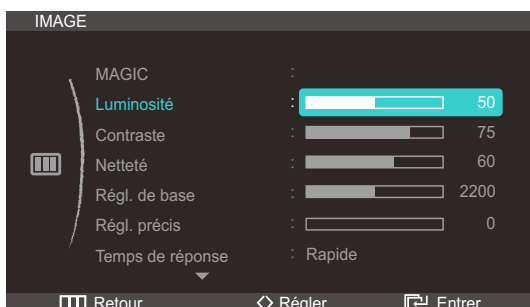 IMAGE
MAGIC :
Luminosité : 50
Contraste : 75
Netteté : 60
Régl. de base : 2200
Régl. précis : 0
Temps de réponse : Rapide
Retour Régler Entrer